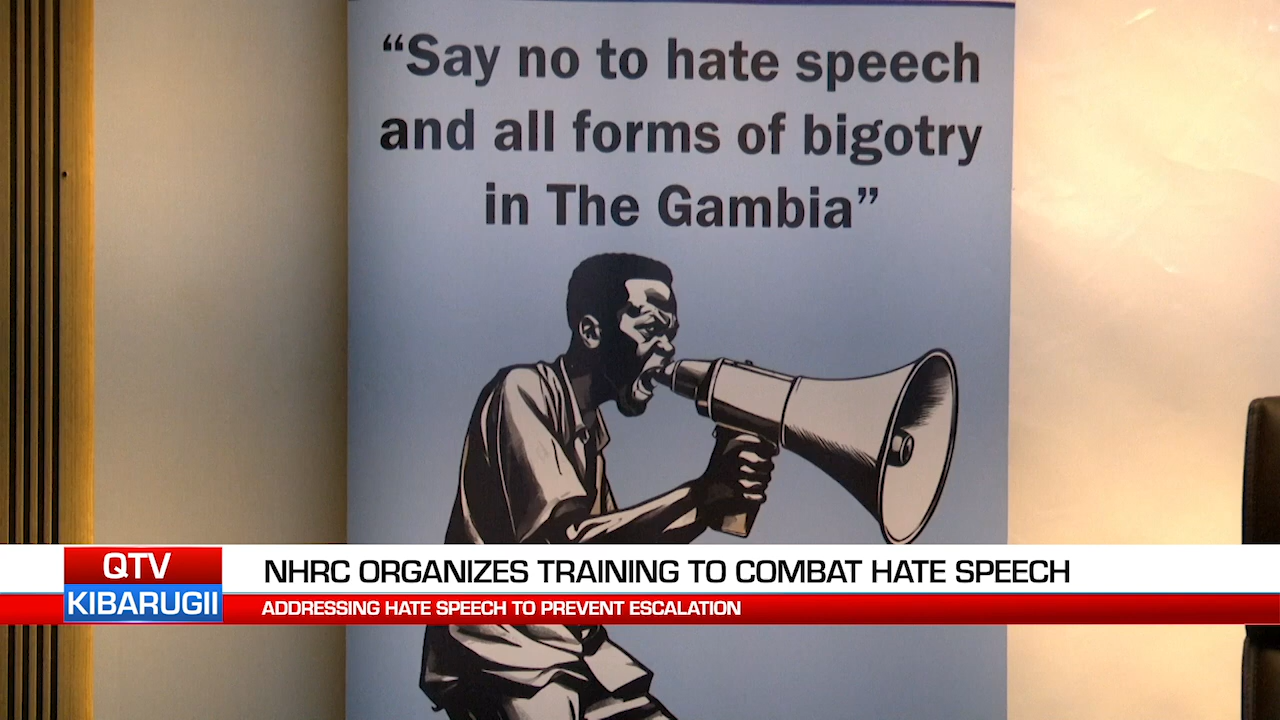 “Say no to hate speech
and all forms of bigotry
in The Gambia”
QTV
KIBARUGII
NHRC ORGANIZES TRAINING TO COMBAT HATE SPEECH
ADDRESSING HATE SPEECH TO PREVENT ESCALATION